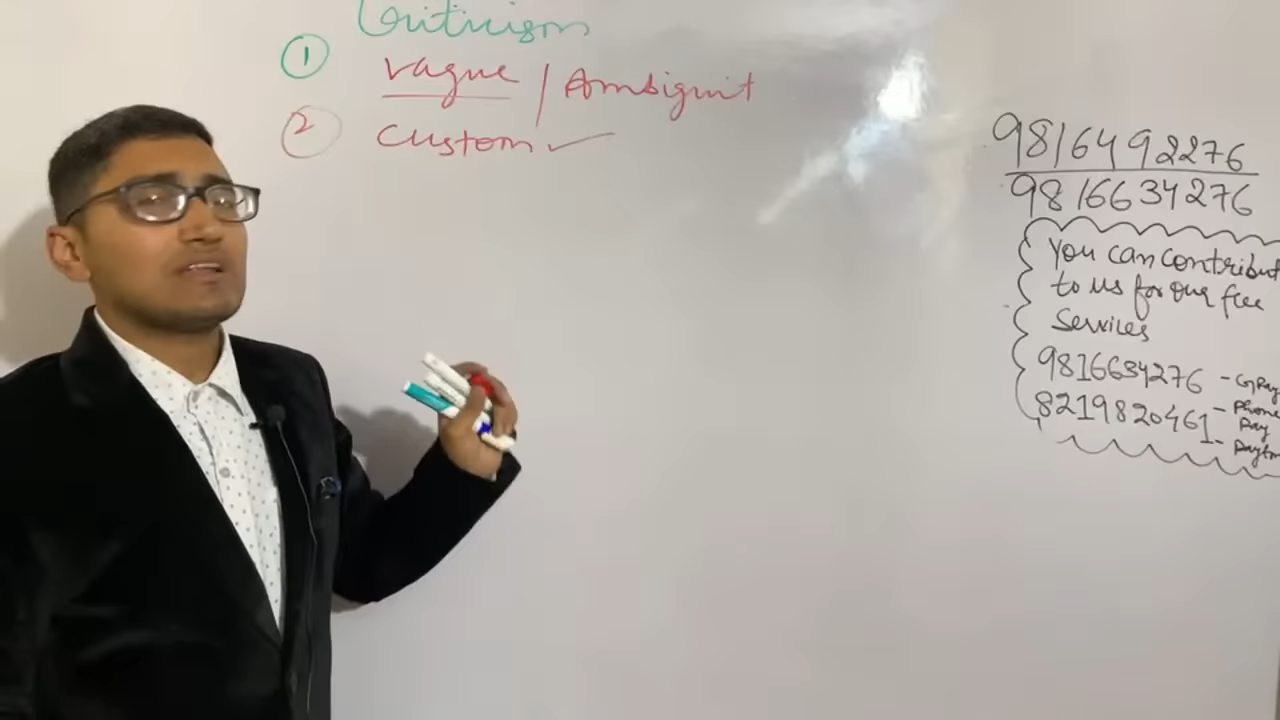 Criticism
① vague / Ambiguit
② Custom ✓
9816492276
9816634276
You can contribut
to us for our free
Services
9816634276 - GPay
8219820461 - Phone
Pay
- Paytm